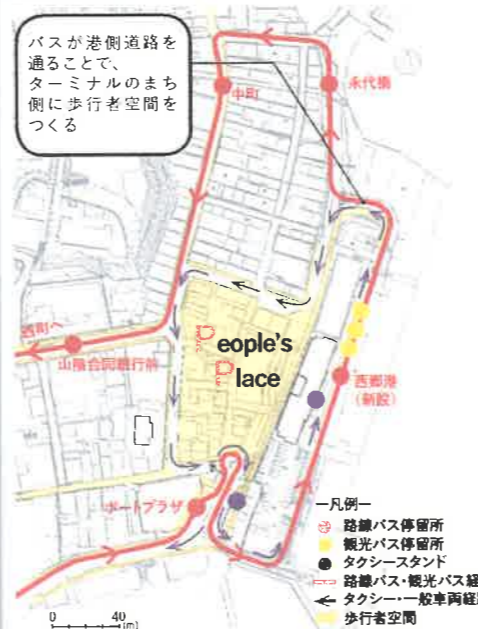 バスが港側道路を
通ることで、
ターミナルのまち
側に歩行者空間を
つくる
中町
永代橋
西町へ
山陰合同銀行前
People's
Place
西郷港
(新設)
ポートプラザ
ー凡例ー
路線バス停留所
観光バス停留所
タクシースタンド
路線バス・観光バス経
タクシー・一般車両経
歩行者空間
0 40
(m)